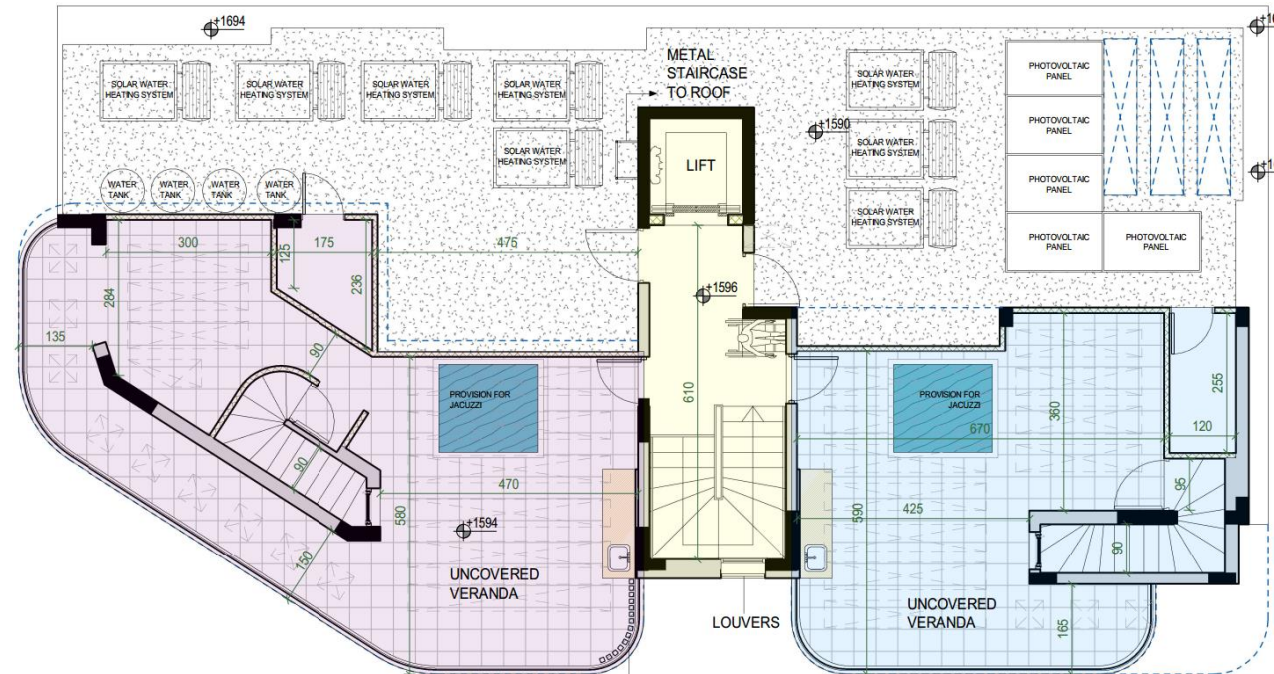 +1694
METAL
STAIRCASE
TO ROOF
SOLAR WATER
HEATING SYSTEM
SOLAR WATER
HEATING SYSTEM
SOLAR WATER
HEATING SYSTEM
SOLAR WATER
HEATING SYSTEM
SOLAR WATER
HEATING SYSTEM
PHOTOVOLTAIC
PANEL
PHOTOVOLTAIC
PANEL
SOLAR WATER
HEATING SYSTEM
+1590
SOLAR WATER
HEATING SYSTEM
SOLAR WATER
HEATING SYSTEM
LIFT
PHOTOVOLTAIC
PANEL
WATER
TANK
WATER
TANK
WATER
TANK
WATER
TANK
PHOTOVOLTAIC
PANEL
PHOTOVOLTAIC
PANEL
300
125
175
236
475
+1596
284
135
90
610
PROVISION FOR
JACUZZI
PROVISION FOR
JACUZZI
360
255
670
120
90
470
580
590
425
95
+1594
150
90
UNCOVERED
VERANDA
LOUVERS
UNCOVERED
VERANDA
165